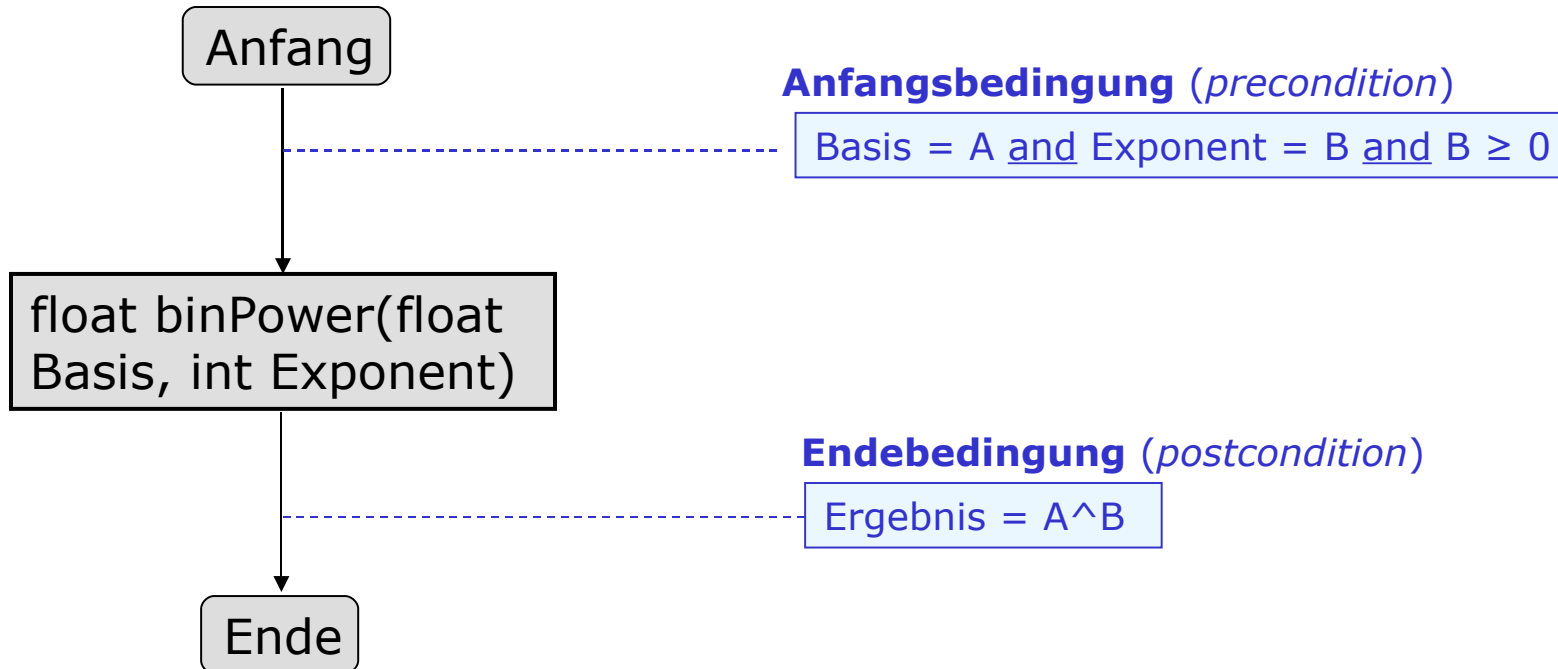 Anfang
Anfangsbedingung (precondition)
Basis = A and Exponent = B and B ≥ 0
float binPower(float
Basis, int Exponent)
Endebedingung (postcondition)
Ergebnis = A^B
Ende